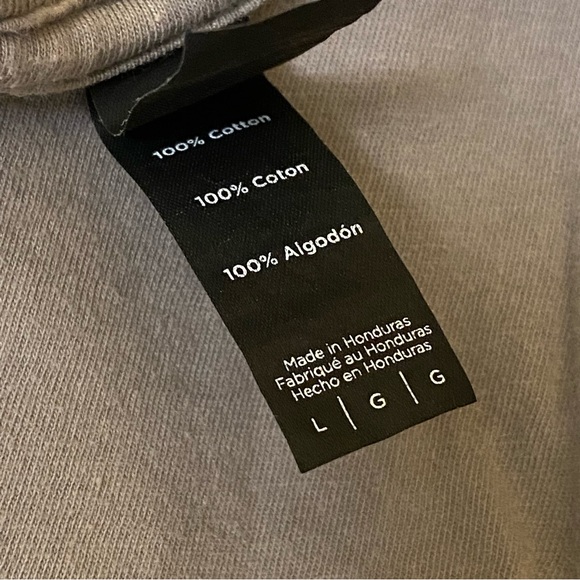 100% Cotton
100% Coton
100% Algodón
Made in Honduras
Fabriqué au Honduras
Hecho en Honduras
L | G | G